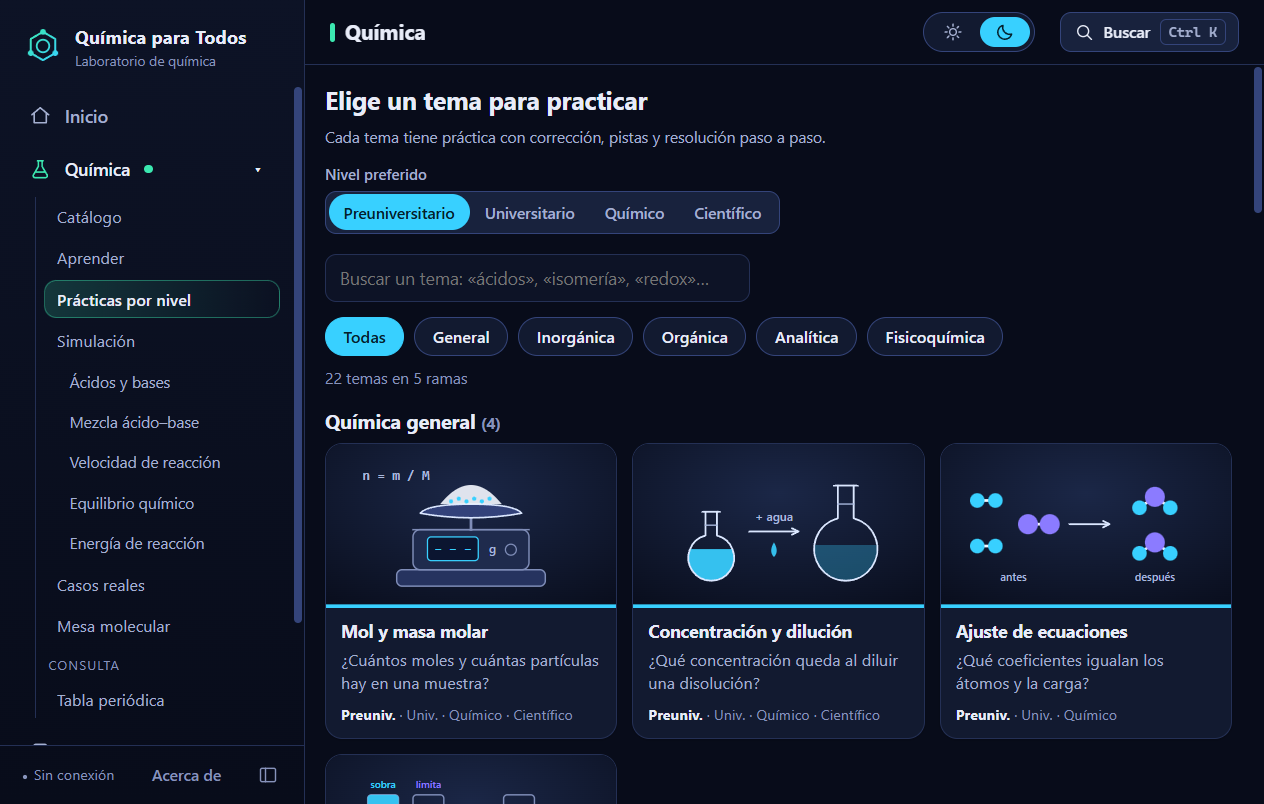 Química para Todos
Laboratorio de química
Inicio
Química
Catálogo
Aprender
Prácticas por nivel
Simulación
Ácidos y bases
Mezcla ácido–base
Velocidad de reacción
Equilibrio químico
Energía de reacción
Casos reales
Mesa molecular
CONSULTA
Tabla periódica
Sin conexión
Acerca de
Química
Buscar Ctrl K
Elige un tema para practicar
Cada tema tiene práctica con corrección, pistas y resolución paso a paso.
Nivel preferido
Preuniversitario Universitario Químico Científico
Buscar un tema: «ácidos», «isomería», «redox»...
Todas General Inorgánica Orgánica Analítica Fisicoquímica
22 temas en 5 ramas
Química general (4)
n = m / M
– – – g
Mol y masa molar
¿Cuántos moles y cuántas partículas
hay en una muestra?
Preuniv. · Univ. · Químico · Científico
+ agua
Concentración y dilución
¿Qué concentración queda al diluir
una disolución?
Preuniv. · Univ. · Químico · Científico
antes después
Ajuste de ecuaciones
¿Qué coeficientes igualan los
átomos y la carga?
Preuniv. · Univ. · Químico
sobra limita